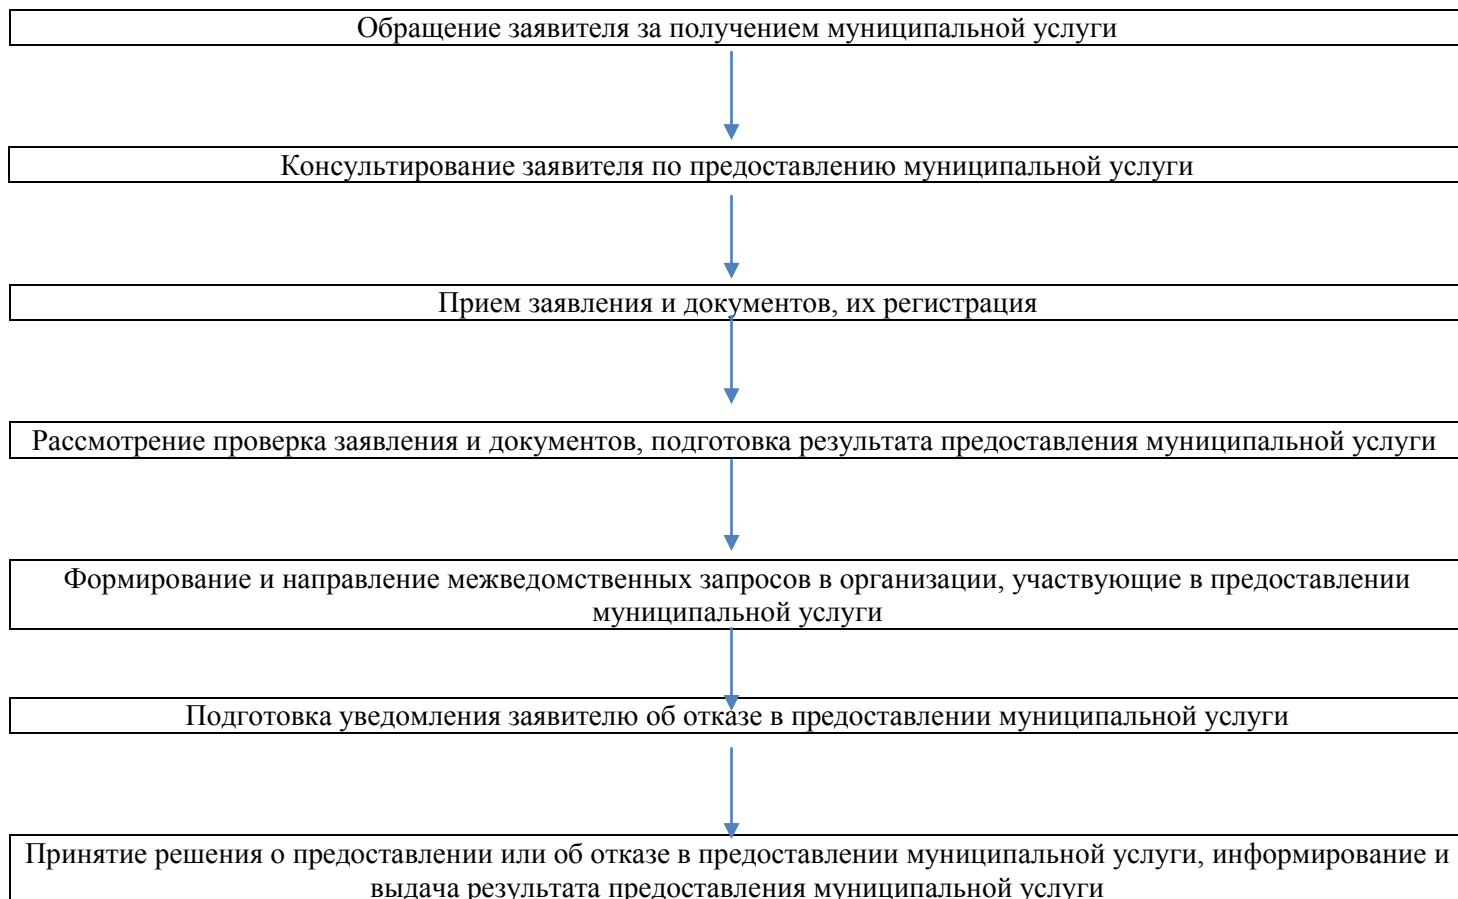 Обращение заявителя за получением муниципальной услуги
Консультирование заявителя по предоставлению муниципальной услуги
Прием заявления и документов, их регистрация
Рассмотрение проверка заявления и документов, подготовка результата предоставления муниципальной услуги
Формирование и направление межведомственных запросов в организации, участвующие в предоставлении
муниципальной услуги
Подготовка уведомления заявителю об отказе в предоставлении муниципальной услуги
Принятие решения о предоставлении или об отказе в предоставлении муниципальной услуги, информирование и
выдача результата предоставления муниципальной услуги